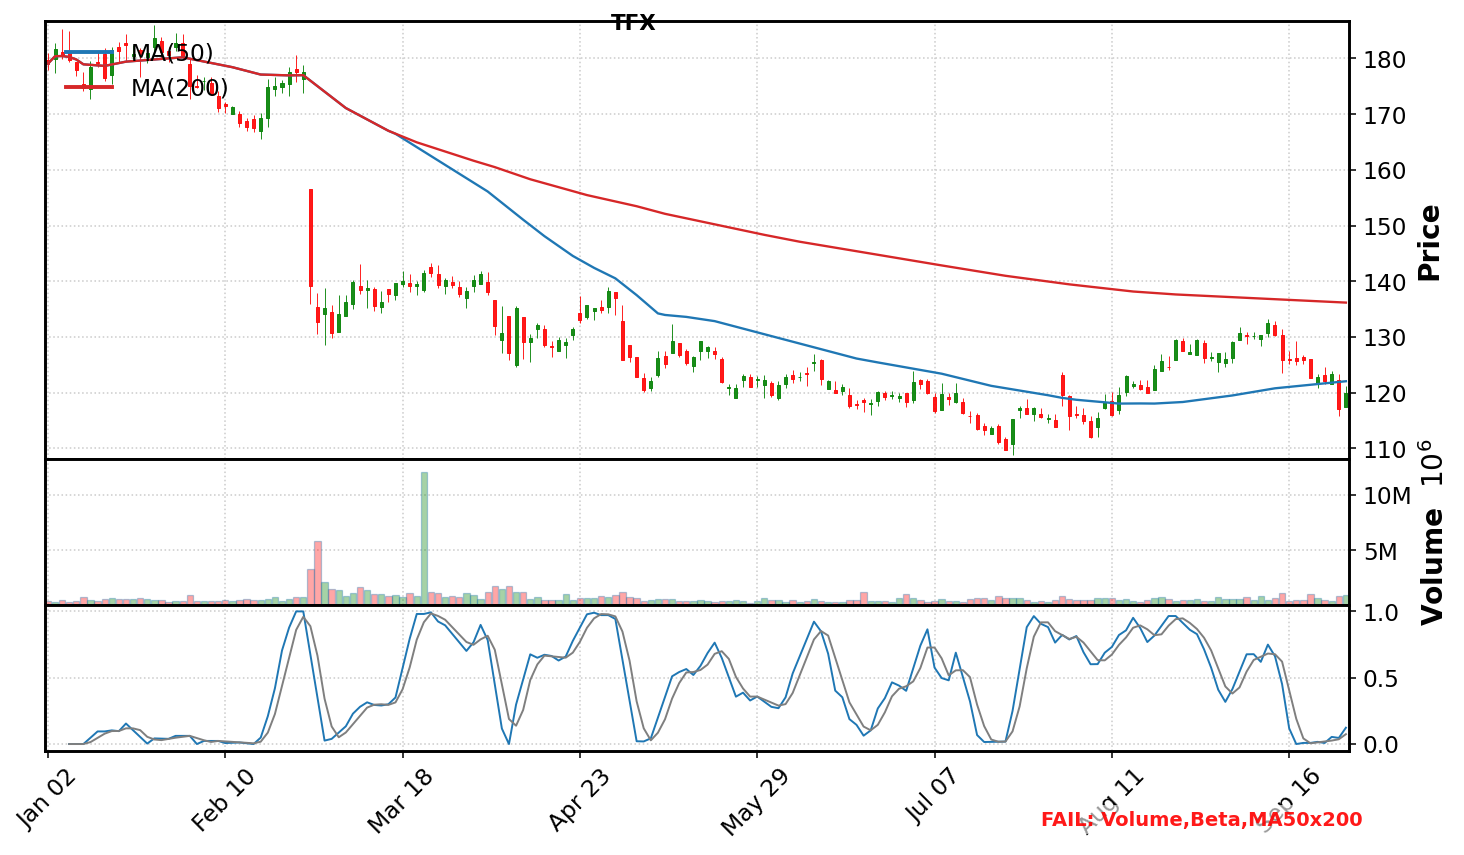 TFX
MA(50)
MA(200)
180
170
160
150
140
130
120
110
Price
10M
5M
Volume 10^6
1.0
0.5
0.0
Jan 02
Feb 10
Mar 18
Apr 23
May 29
Jul 07
Aug 11
Sep 16
FAIL: Volume,Beta,MA50x200